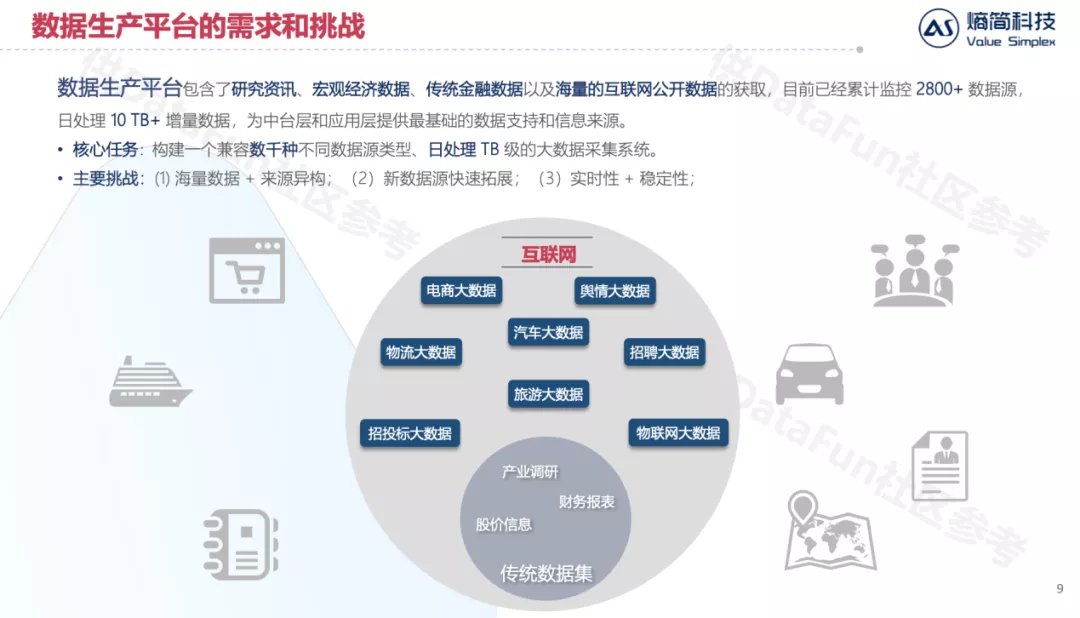 数据生产平台的需求和挑战
熵简科技
Value Simplex
数据生产平台包含了研究资讯、宏观经济数据、传统金融数据以及海量的互联网公开数据的获取，目前已经累计监控 2800+ 数据源，
日处理 10 TB+ 增量数据，为中台层和应用层提供最基础的数据支持和信息来源。
• 核心任务：构建一个兼容数千种不同数据源类型、日处理 TB 级的大数据采集系统。
• 主要挑战：(1) 海量数据 + 来源异构；（2）新数据源快速拓展；（3）实时性 + 稳定性；
互联网
电商大数据
舆情大数据
汽车大数据
物流大数据
招聘大数据
旅游大数据
招投标大数据
物联网大数据
产业调研
财务报表
股价信息
传统数据集
供DataFun社区参考
供DataFun社区参考
DataFun社区参考
9